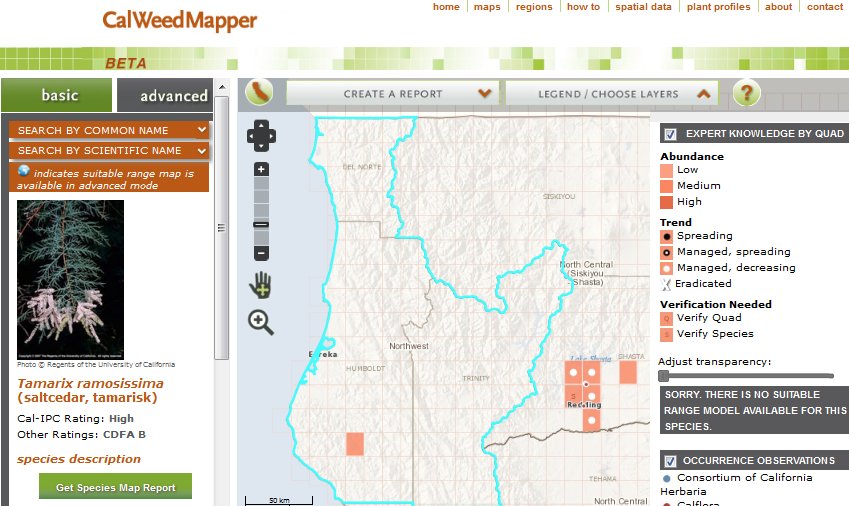 home maps regions how to spatial data plant profiles about contact
CalWeedMapper
BETA
basic advanced
CREATE A REPORT LEGEND / CHOOSE LAYERS ?
SEARCH BY COMMON NAME
SEARCH BY SCIENTIFIC NAME
indicates suitable range map is
available in advanced mode
Photo © Regents of the University of California
Tamarix ramosissima
(saltcedar, tamarisk)
Cal-IPC Rating: High
Other Ratings: CDFA B
species description
Get Species Map Report
DEL NORTE
SISKIYOU
North Central
(Siskiyou
- Shasta)
Northwest
Eureka
HUMBOLDT
TRINITY
Lake Shasta
SHASTA
Redding
TEHAMA
North Central
50 km
EXPERT KNOWLEDGE BY QUAD
Abundance
Low
Medium
High
Trend
Spreading
Managed, spreading
Managed, decreasing
Eradicated
Verification Needed
Q Verify Quad
S Verify Species
Adjust transparency:
SORRY. THERE IS NO SUITABLE
RANGE MODEL AVAILABLE FOR THIS
SPECIES.
OCCURRENCE OBSERVATIONS
Consortium of California
Herbaria
Calflora